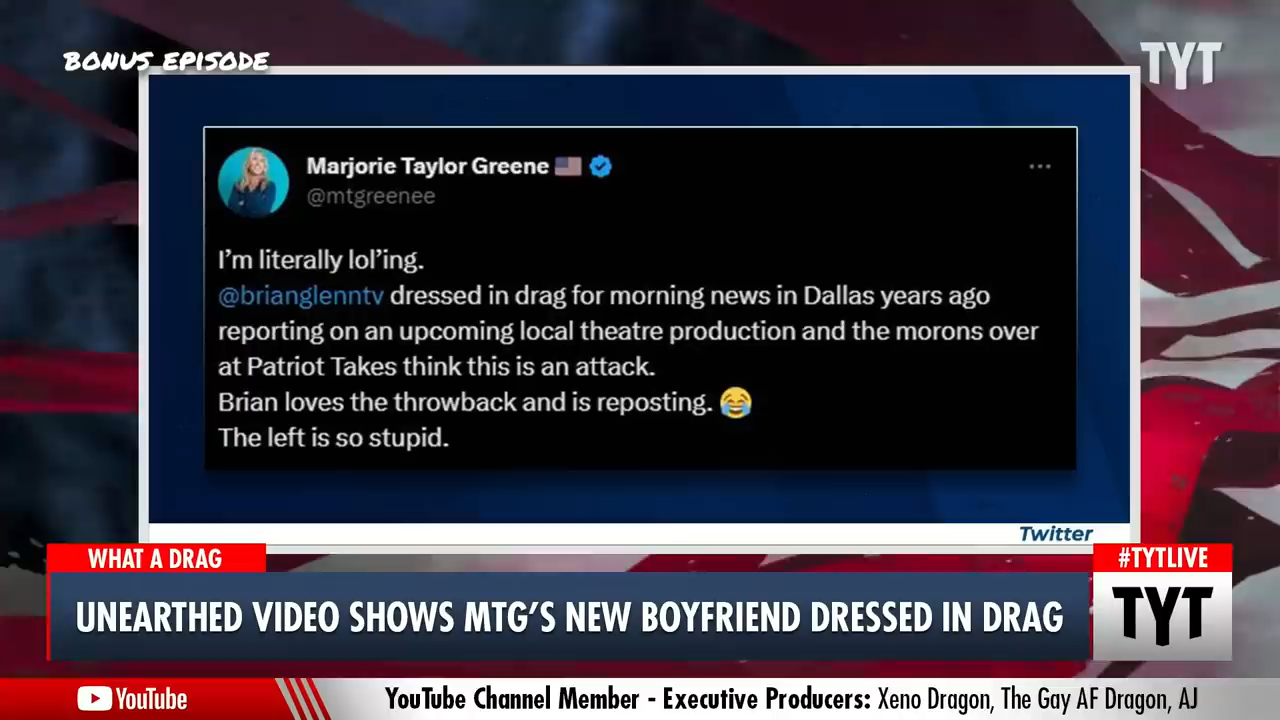 BONUS EPISODE
TYT
Marjorie Taylor Greene
@mtgreenee
I'm literally lol'ing.
@brianglenntv dressed in drag for morning news in Dallas years ago
reporting on an upcoming local theatre production and the morons over
at Patriot Takes think this is an attack.
Brian loves the throwback and is reposting. 😂
The left is so stupid.
Twitter
WHAT A DRAG
#TYTLIVE
UNEARTHED VIDEO SHOWS MTG'S NEW BOYFRIEND DRESSED IN DRAG
TYT
YouTube
YouTube Channel Member - Executive Producers: Xeno Dragon, The Gay AF Dragon, AJ